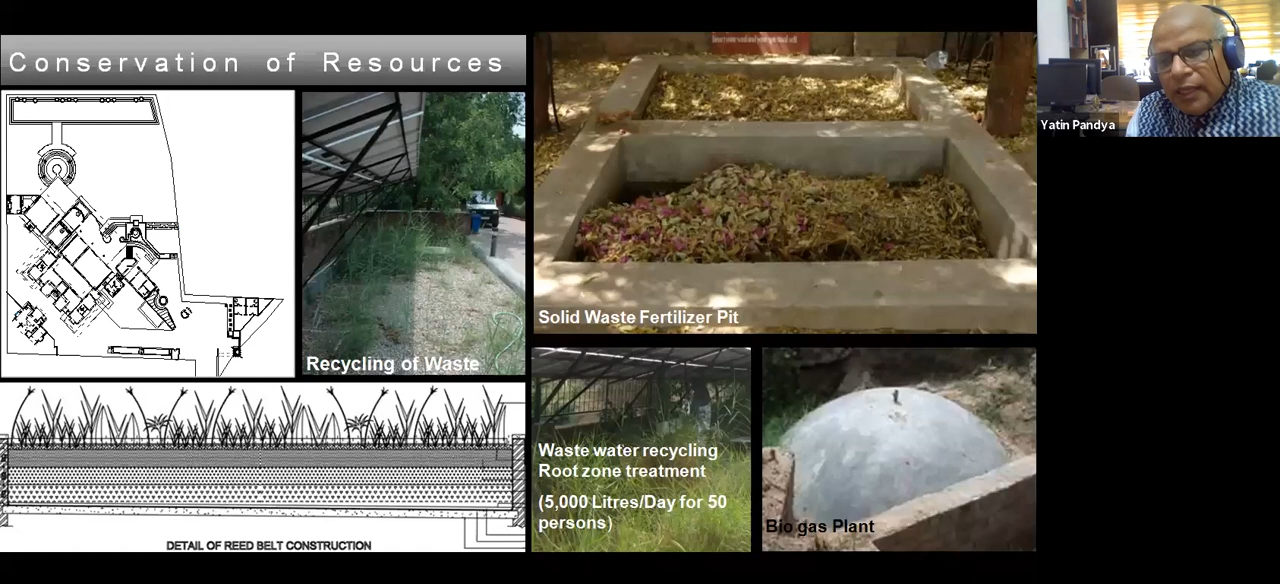 Conservation of Resources
Yatin Pandya
Recycling of Waste
Solid Waste Fertilizer Pit
Waste water recycling
Root zone treatment
(5,000 Litres/Day for 50
persons)
Bio gas Plant
DETAIL OF REED BELT CONSTRUCTION